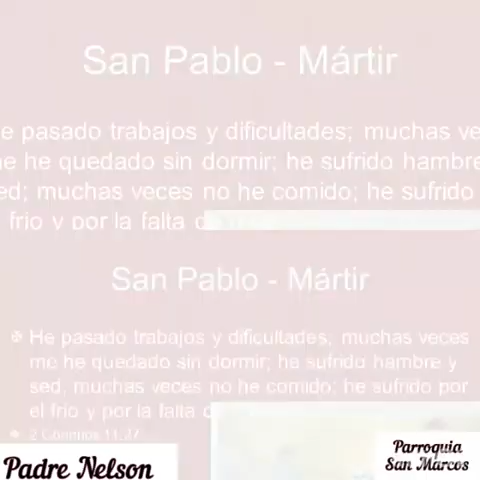 San Pablo - Mártir
e pasado trabajos y dificultades; muchas ve
e he quedado sin dormir; he sufrido hambre
ed; muchas veces no he comido; he sufrido
frio y por la falta d
San Pablo - Mártir
He pasado trabajos y dificultades; muchas veces
me he quedado sin dormir; he sufrido hambre y
sed; muchas veces no he comido; he sufrido por
el frio y por la falta d
2 Corintios 11:27
Parroquia
San Marcos
Padre Nelson